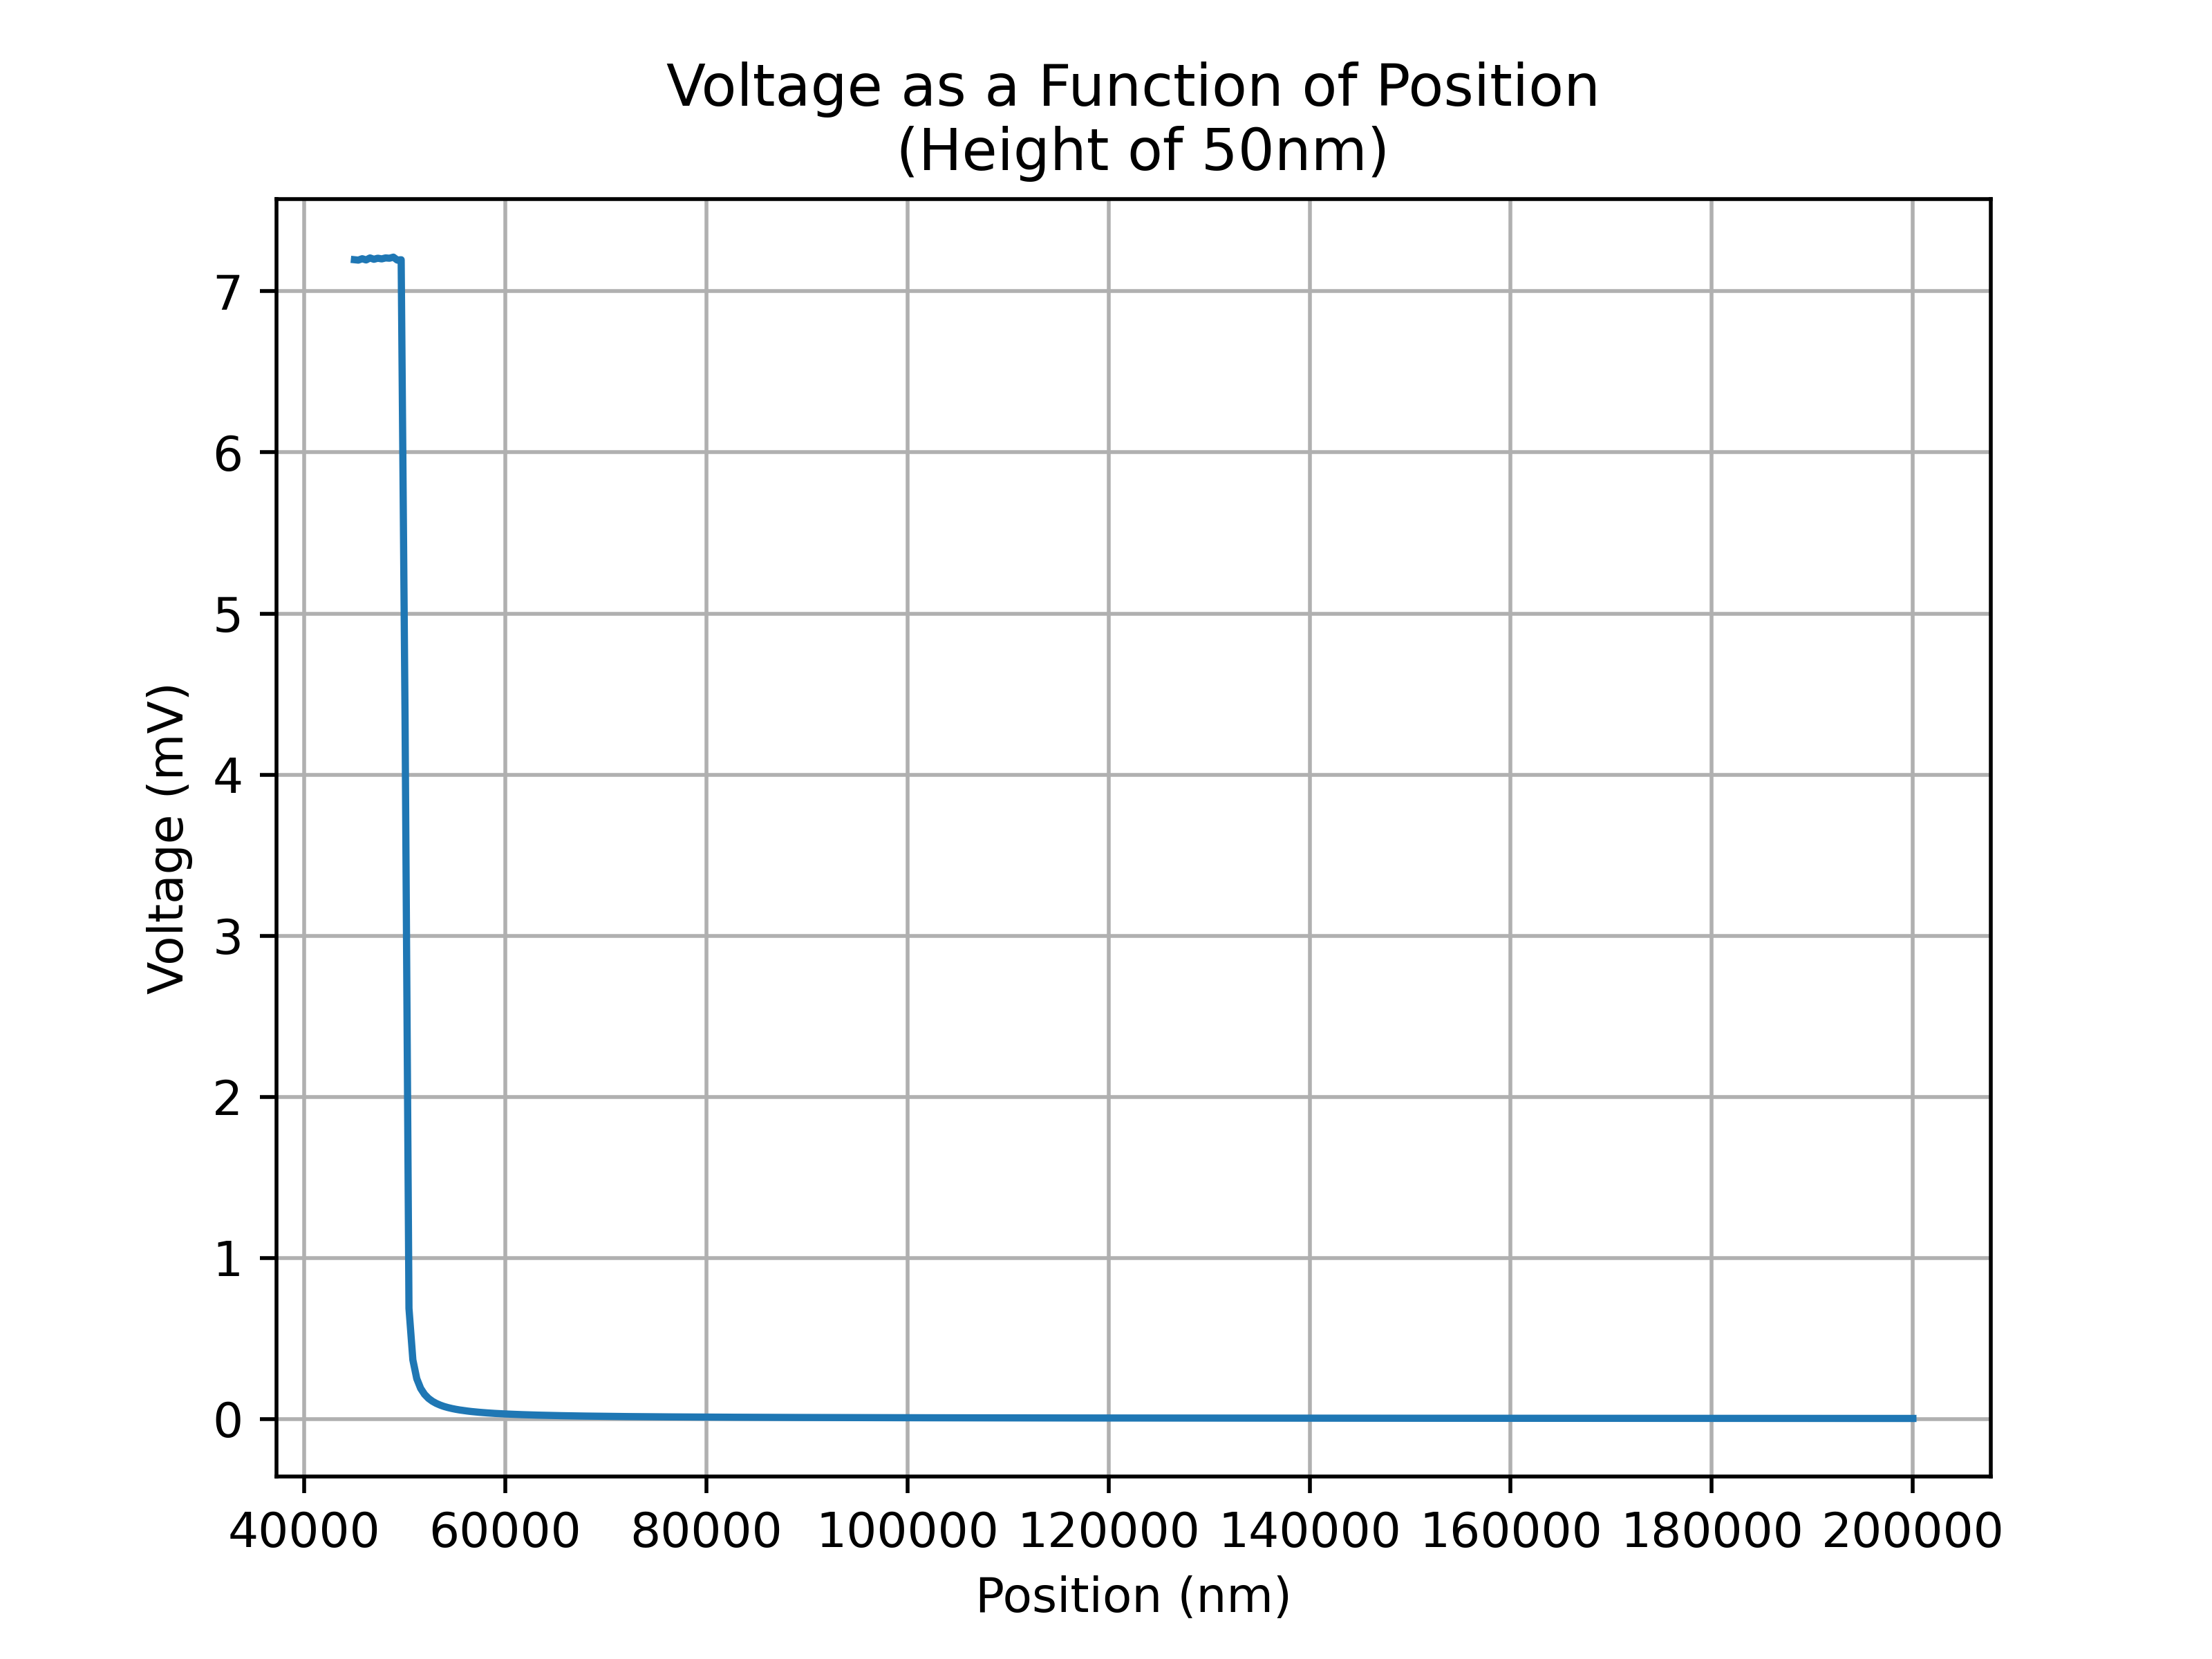 Voltage as a Function of Position
(Height of 50nm)
7
6
5
4
3
2
1
0
Voltage (mV)
40000 60000 80000 100000 120000 140000 160000 180000 200000
Position (nm)